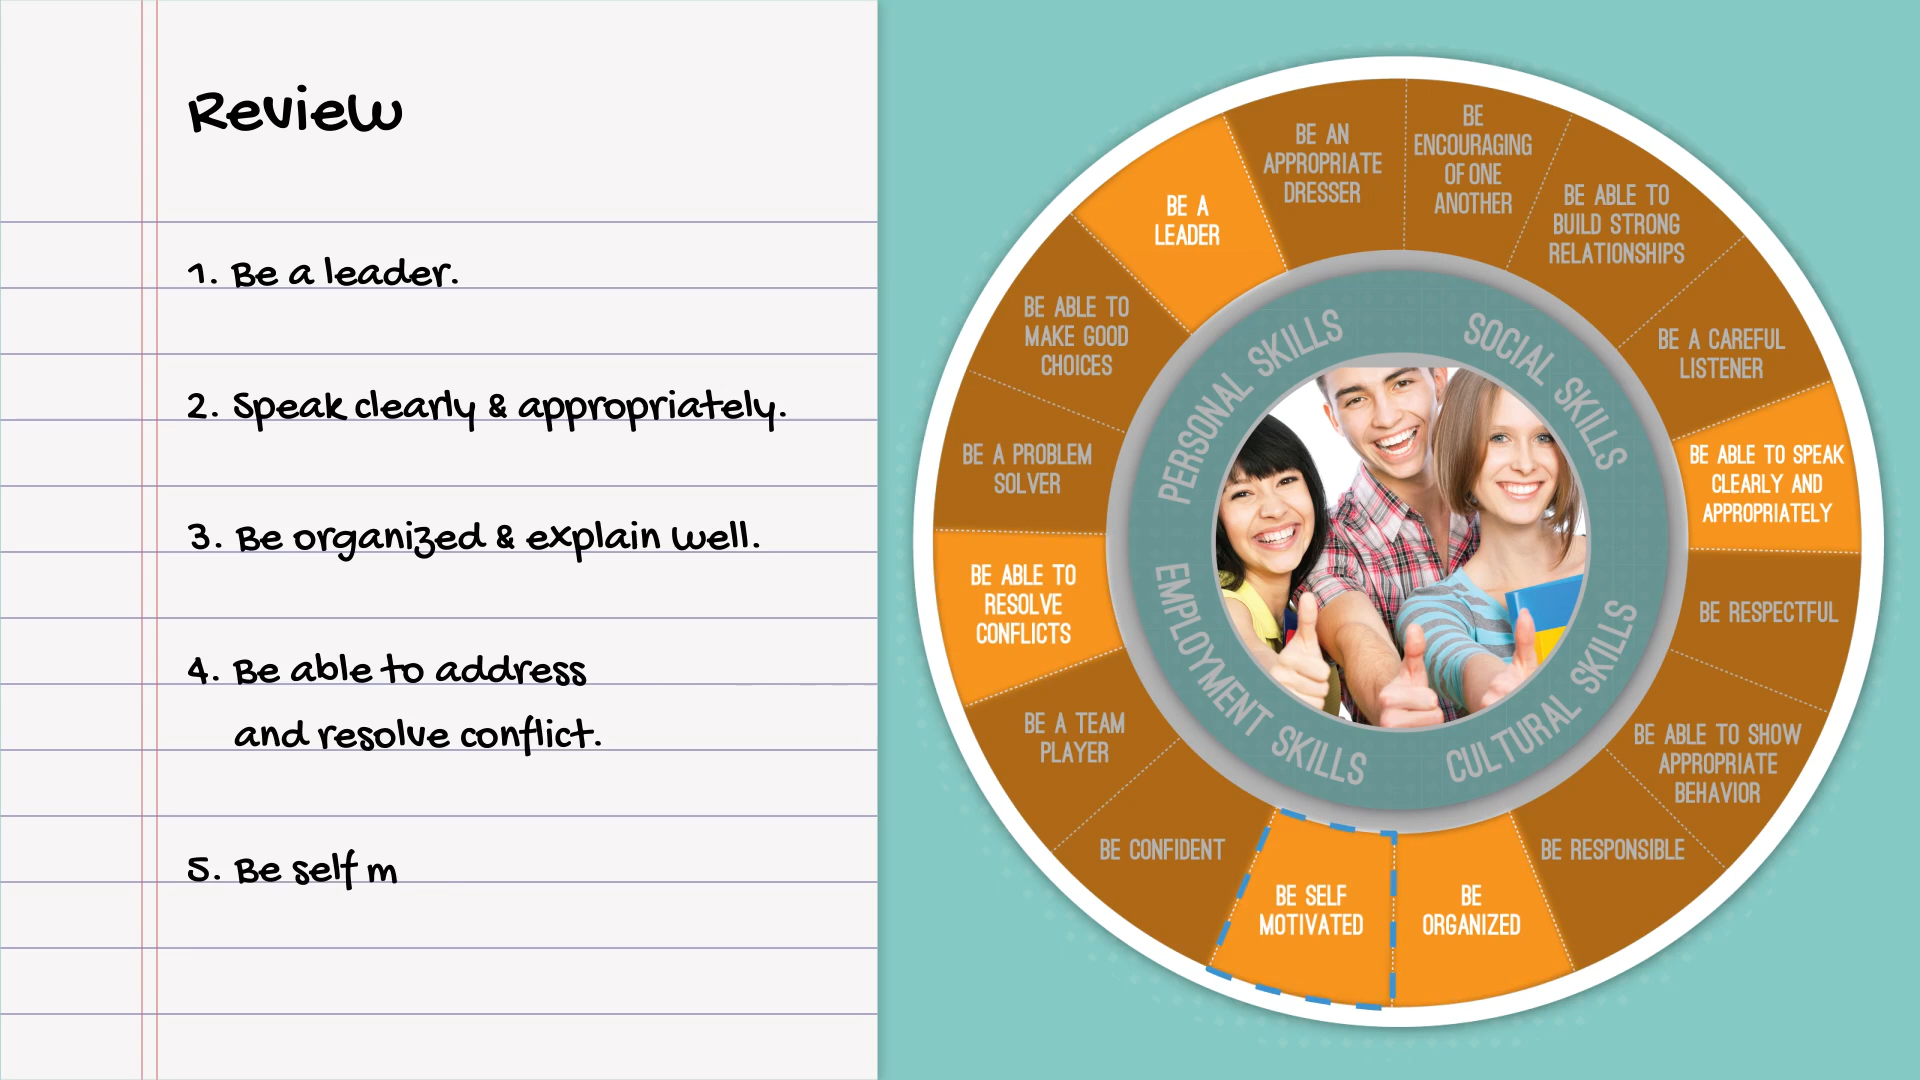 Review
1. Be a leader.
2. Speak clearly & appropriately.
3. Be organized & explain well.
4. Be able to address
and resolve conflict.
5. Be self m
BE A
LEADER
BE AN
APPROPRIATE
DRESSER
BE
ENCOURAGING
OF ONE
ANOTHER
BE ABLE TO
BUILD STRONG
RELATIONSHIPS
BE A CAREFUL
LISTENER
BE ABLE TO SPEAK
CLEARLY AND
APPROPRIATELY
BE RESPECTFUL
BE ABLE TO SHOW
APPROPRIATE
BEHAVIOR
BE RESPONSIBLE
BE
ORGANIZED
BE SELF
MOTIVATED
BE CONFIDENT
BE A TEAM
PLAYER
BE ABLE TO
RESOLVE
CONFLICTS
BE A PROBLEM
SOLVER
BE ABLE TO
MAKE GOOD
CHOICES
PERSONAL SKILLS
SOCIAL SKILLS
CULTURAL SKILLS
EMPLOYMENT SKILLS